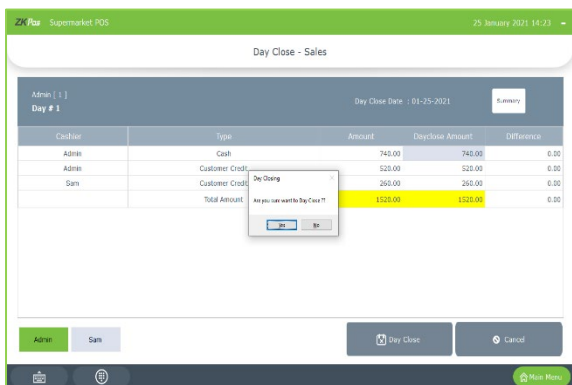 ZKPos Supermarket POS 25 January 2021 14:23
Day Close - Sales
Admin [ 1 ]
Day # 1
Day Close Date : 01-25-2021
Summary
Cashier Type Amount Dayclose Amount Difference
Admin Cash 740.00 740.00 0.00
Admin Customer Credit 520.00 520.00 0.00
Sam Customer Credit 260.00 260.00 0.00
Total Amount 1520.00 1520.00
Day Closing
Are you sure want to Day Close ??
Yes No
Admin Sam Day Close Cancel
Main Menu